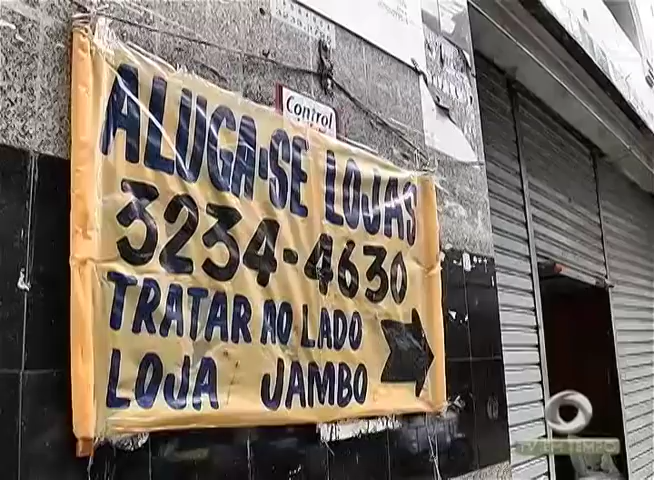 Control
ALUGA-SE LOJAS
3234-4630
TRATAR AO LADO
LOJA JAMBO